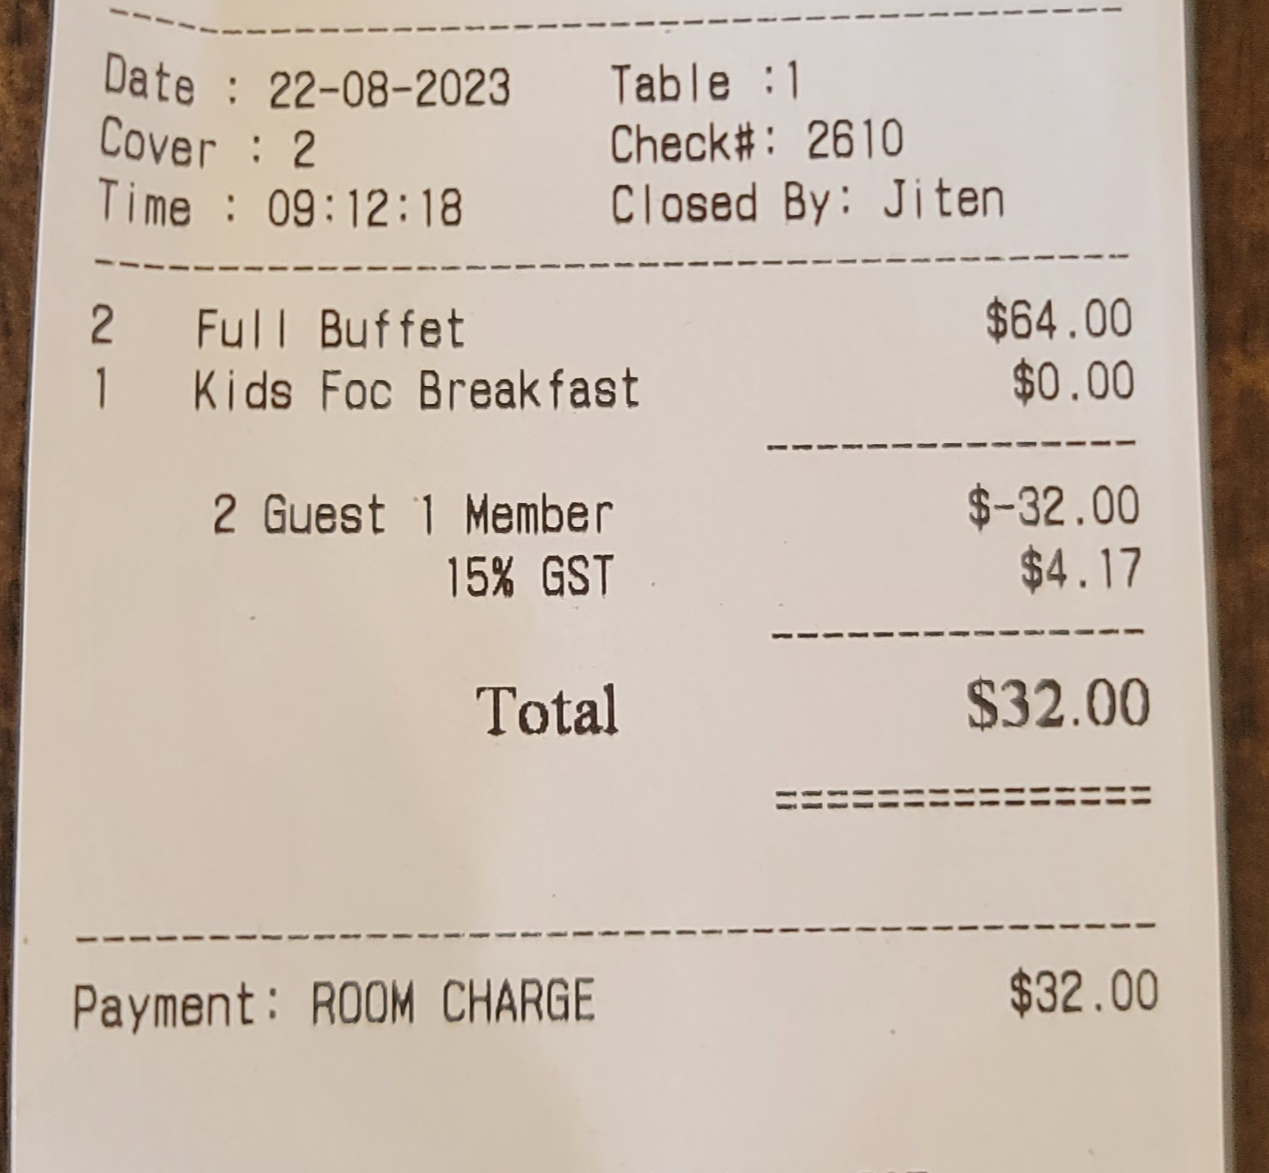 Date : 22-08-2023 Table :1
Cover : 2 Check#: 2610
Time : 09:12:18 Closed By: Jiten
2 Full Buffet $64.00
1 Kids Foc Breakfast $0.00
2 Guest 1 Member $-32.00
15% GST $4.17
Total $32.00
Payment: ROOM CHARGE $32.00